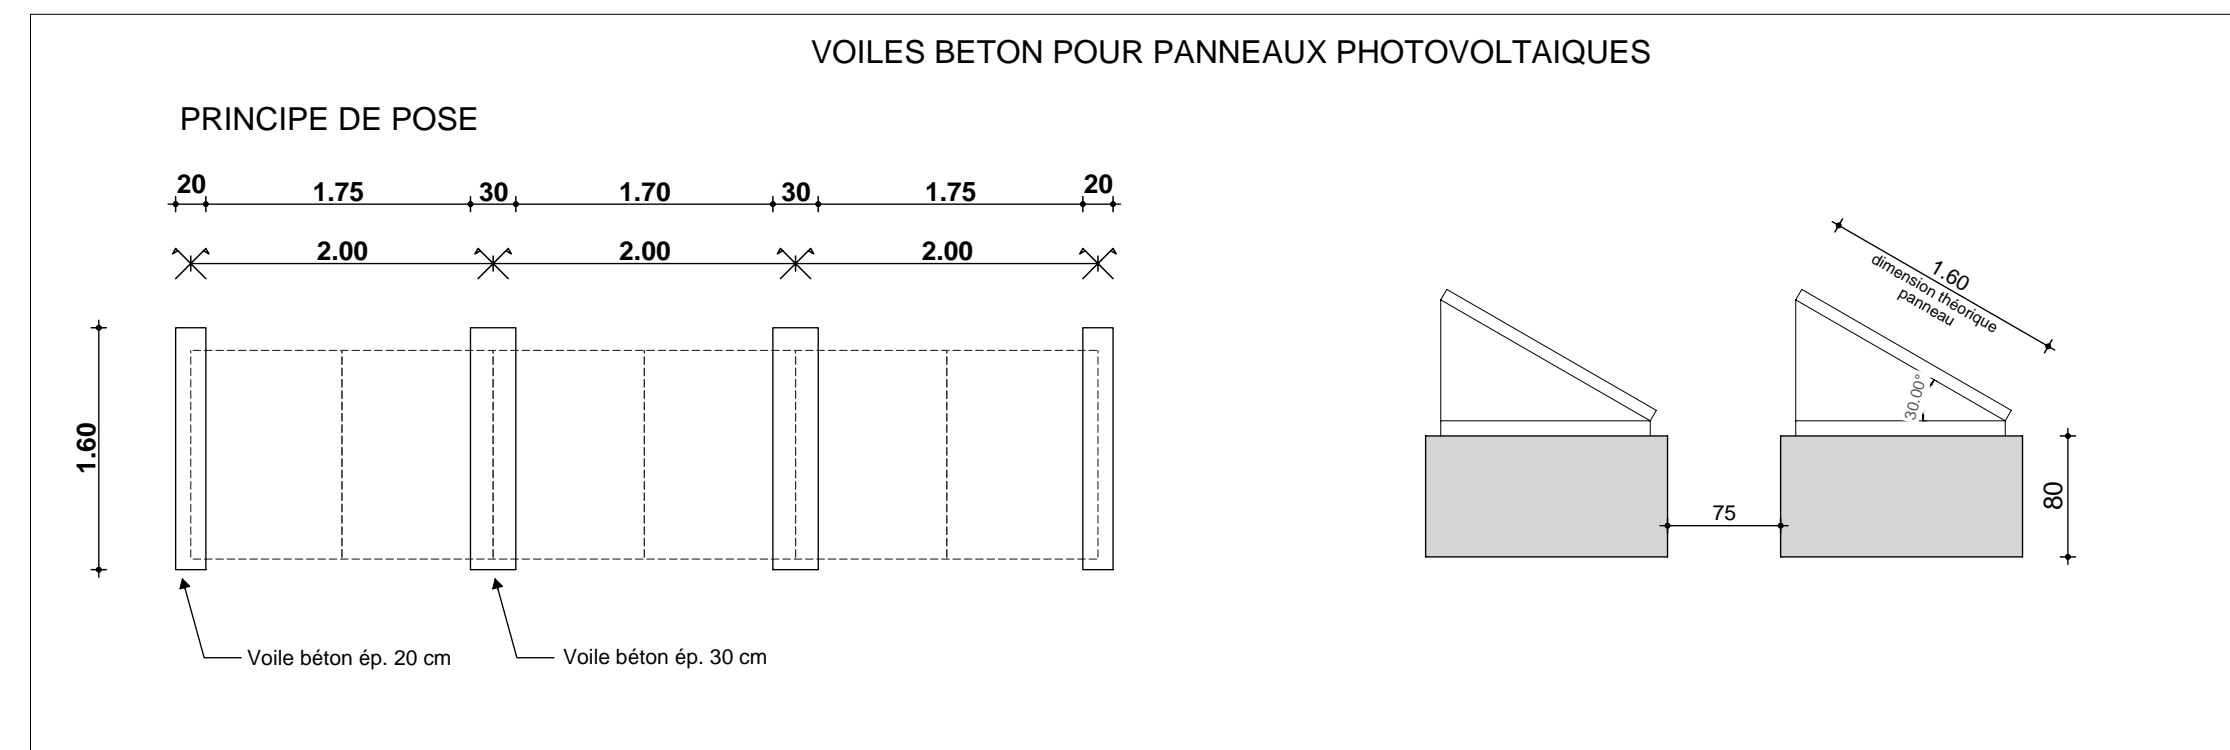 VOILES BETON POUR PANNEAUX PHOTOVOLTAIQUES
PRINCIPE DE POSE
20 1.75 30 1.70 30 1.75 20
2.00 2.00 2.00
1.60
Voile béton ép. 20 cm
Voile béton ép. 30 cm
1.60
dimension théorique
panneau
30.00°
75
80